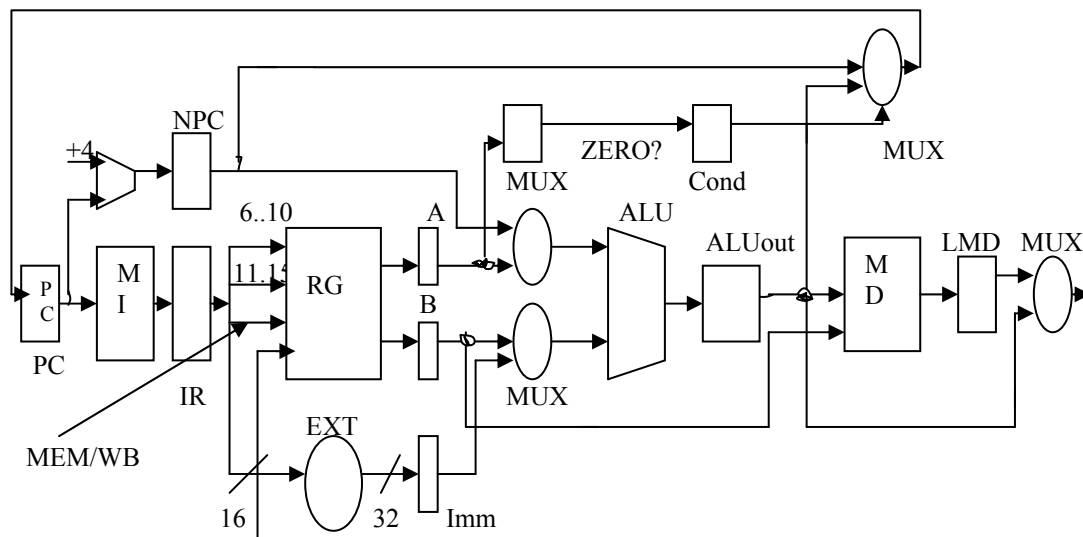 NPC
+4
MUX
ZERO?
Cond
MUX
6..10
A
ALU
ALUout
LMD
MUX
P
C
M
I
11.15
RG
B
M
D
PC
IR
MUX
EXT
MEM/WB
16
32
Imm